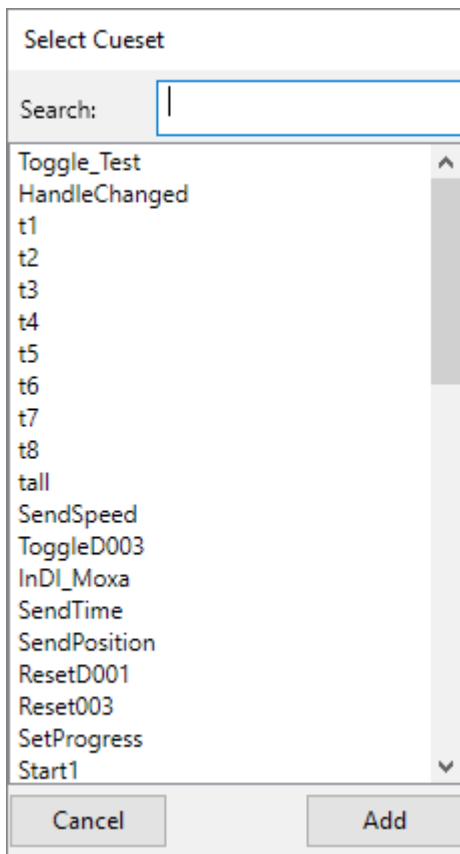 Select Cueset
Search:
Toggle_Test
HandleChanged
t1
t2
t3
t4
t5
t6
t7
t8
tall
SendSpeed
ToggleD003
InDI_Moxa
SendTime
SendPosition
ResetD001
Reset003
SetProgress
Start1
Cancel Add